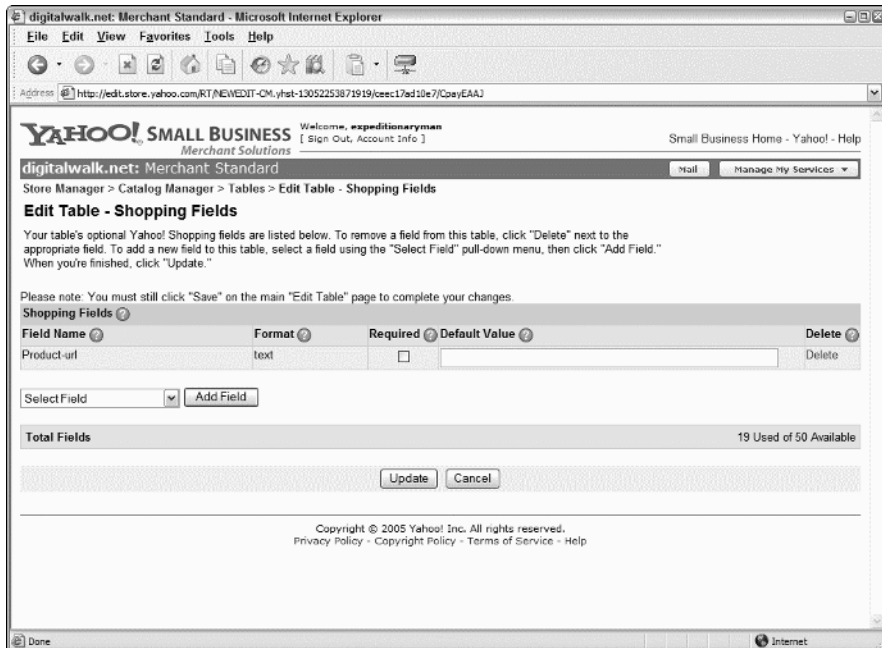 digitalwalk.net: Merchant Standard - Microsoft Internet Explorer
File Edit View Favorites Tools Help
Address http://edit.store.yahoo.com/RT/NEWEDIT-CM.yhst-13052253871919/ceec17ad10e7/CpayEAAJ
YAHOO! SMALL BUSINESS
Merchant Solutions
Welcome, expeditionaryman
[ Sign Out, Account Info ]
Small Business Home - Yahoo! - Help
digitalwalk.net: Merchant Standard Mail Manage My Services
Store Manager > Catalog Manager > Tables > Edit Table - Shopping Fields
Edit Table - Shopping Fields
Your table's optional Yahoo! Shopping fields are listed below. To remove a field from this table, click "Delete" next to the
appropriate field. To add a new field to this table, select a field using the "Select Field" pull-down menu, then click "Add Field."
When you're finished, click "Update."
Please note: You must still click "Save" on the main "Edit Table" page to complete your changes.
Shopping Fields ?
Field Name ? Format ? Required ? Default Value ? Delete ?
Product-url text Delete
Select Field Add Field
Total Fields 19 Used of 50 Available
Update Cancel
Copyright © 2005 Yahoo! Inc. All rights reserved.
Privacy Policy - Copyright Policy - Terms of Service - Help
Done Internet